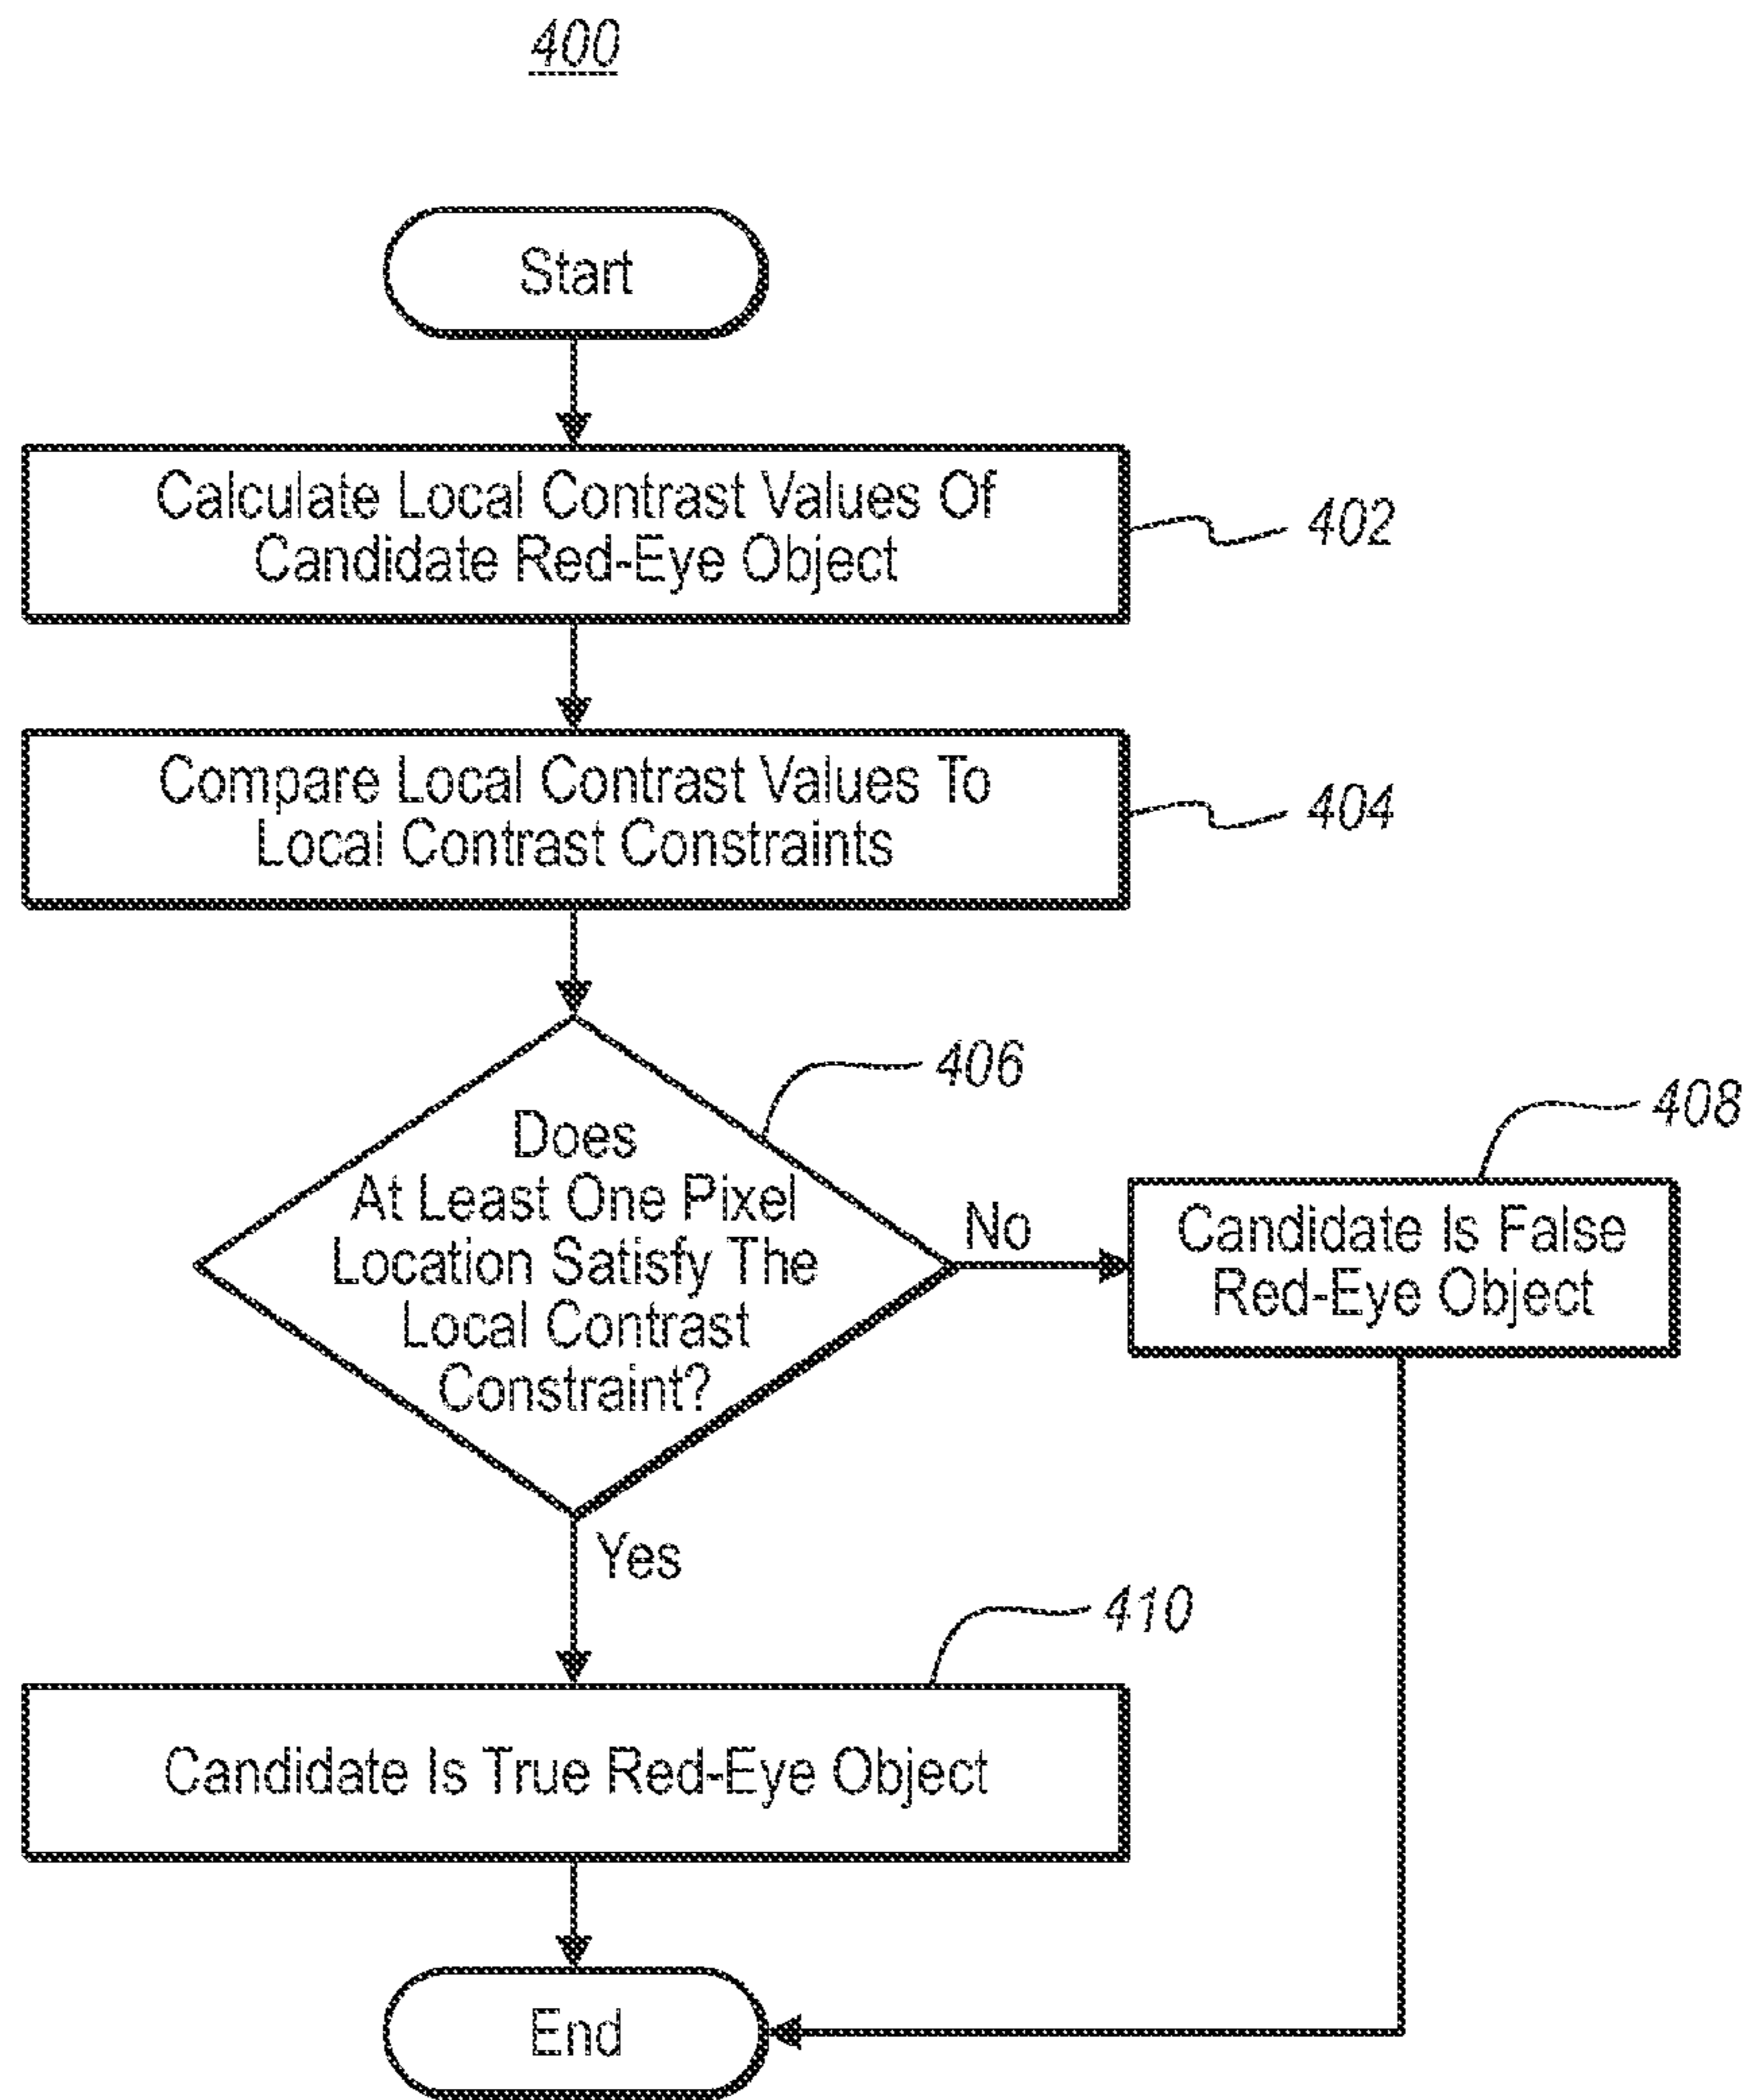 400
Start
Calculate Local Contrast Values Of
Candidate Red-Eye Object
402
Compare Local Contrast Values To
Local Contrast Constraints
404
406
Does
At Least One Pixel
Location Satisfy The
Local Contrast
Constraint?
No
408
Candidate Is False
Red-Eye Object
Yes
410
Candidate Is True Red-Eye Object
End